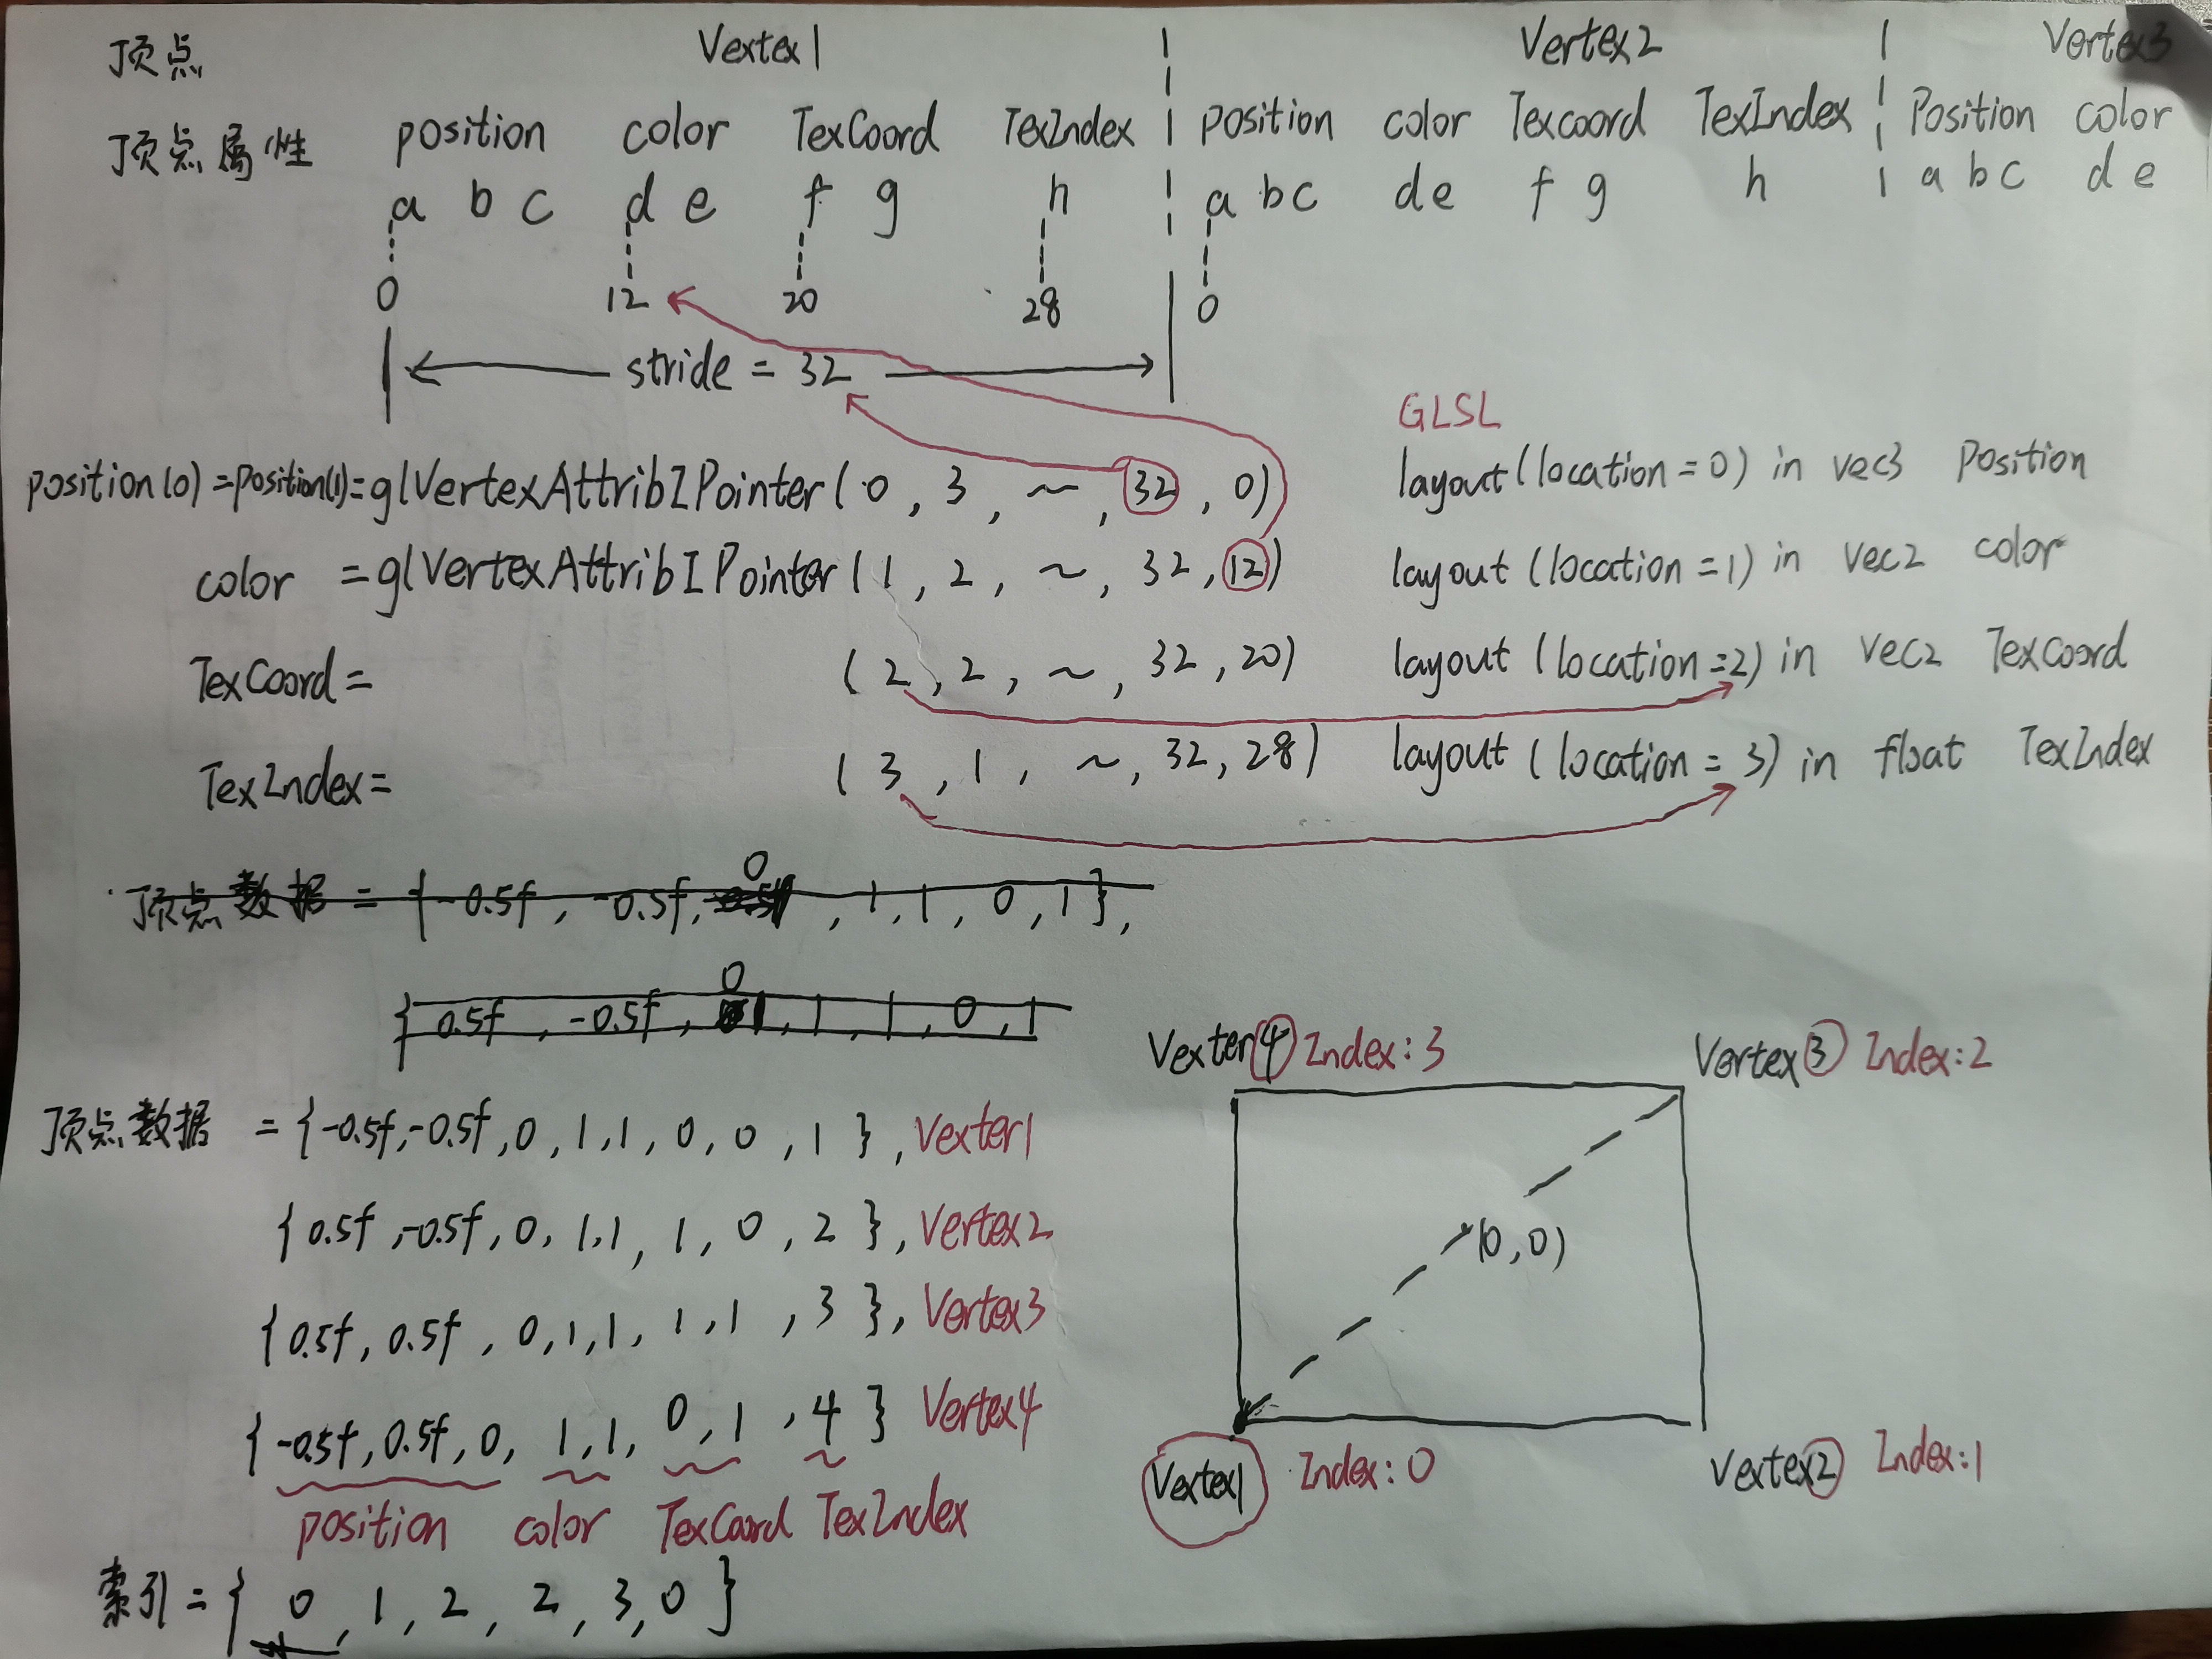 顶点 Vextex1 Vertex2 Vertex3
顶点属性 position color TexCoord TexIndex position color Texcoord TexIndex Position color
a b c d e f g h a b c d e f g h a b c d e
0 12 20 28 0
stride = 32
GLSL
position(0)=position(1)=glVertexAttribIPointer(0, 3, ~, 32, 0) layout(location=0) in vec3 position
color =glVertexAttribIPointer(1, 2, ~, 32, 12) layout (location=1) in vec2 color
TexCoord= (2, 2, ~, 32, 20) layout (location=2) in vec2 TexCoord
TexIndex= (3, 1, ~, 32, 28) layout (location=3) in float TexIndex
0
顶点数据 = {-0.5f, -0.5f, , 1, 1, 0, 1},
0
{ 0.5f, -0.5f, , 1, 1, 0, 1
Vexter4 Index:3 Vertex3 Index:2
顶点数据 ={-0.5f,-0.5f,0,1,1,0,0,1}, Vexter1
{0.5f,-0.5f,0,1,1,1,0,2}, Vertex2
(0,0)
{0.5f,0.5f,0,1,1,1,1,3}, Vertex3
{-0.5f,0.5f,0,1,1,0,1,4} Vertex4
Vextex1 Index:0 Vextex2 Index:1
position color TexCoord TexIndex
索引={0,1,2,2,3,0}